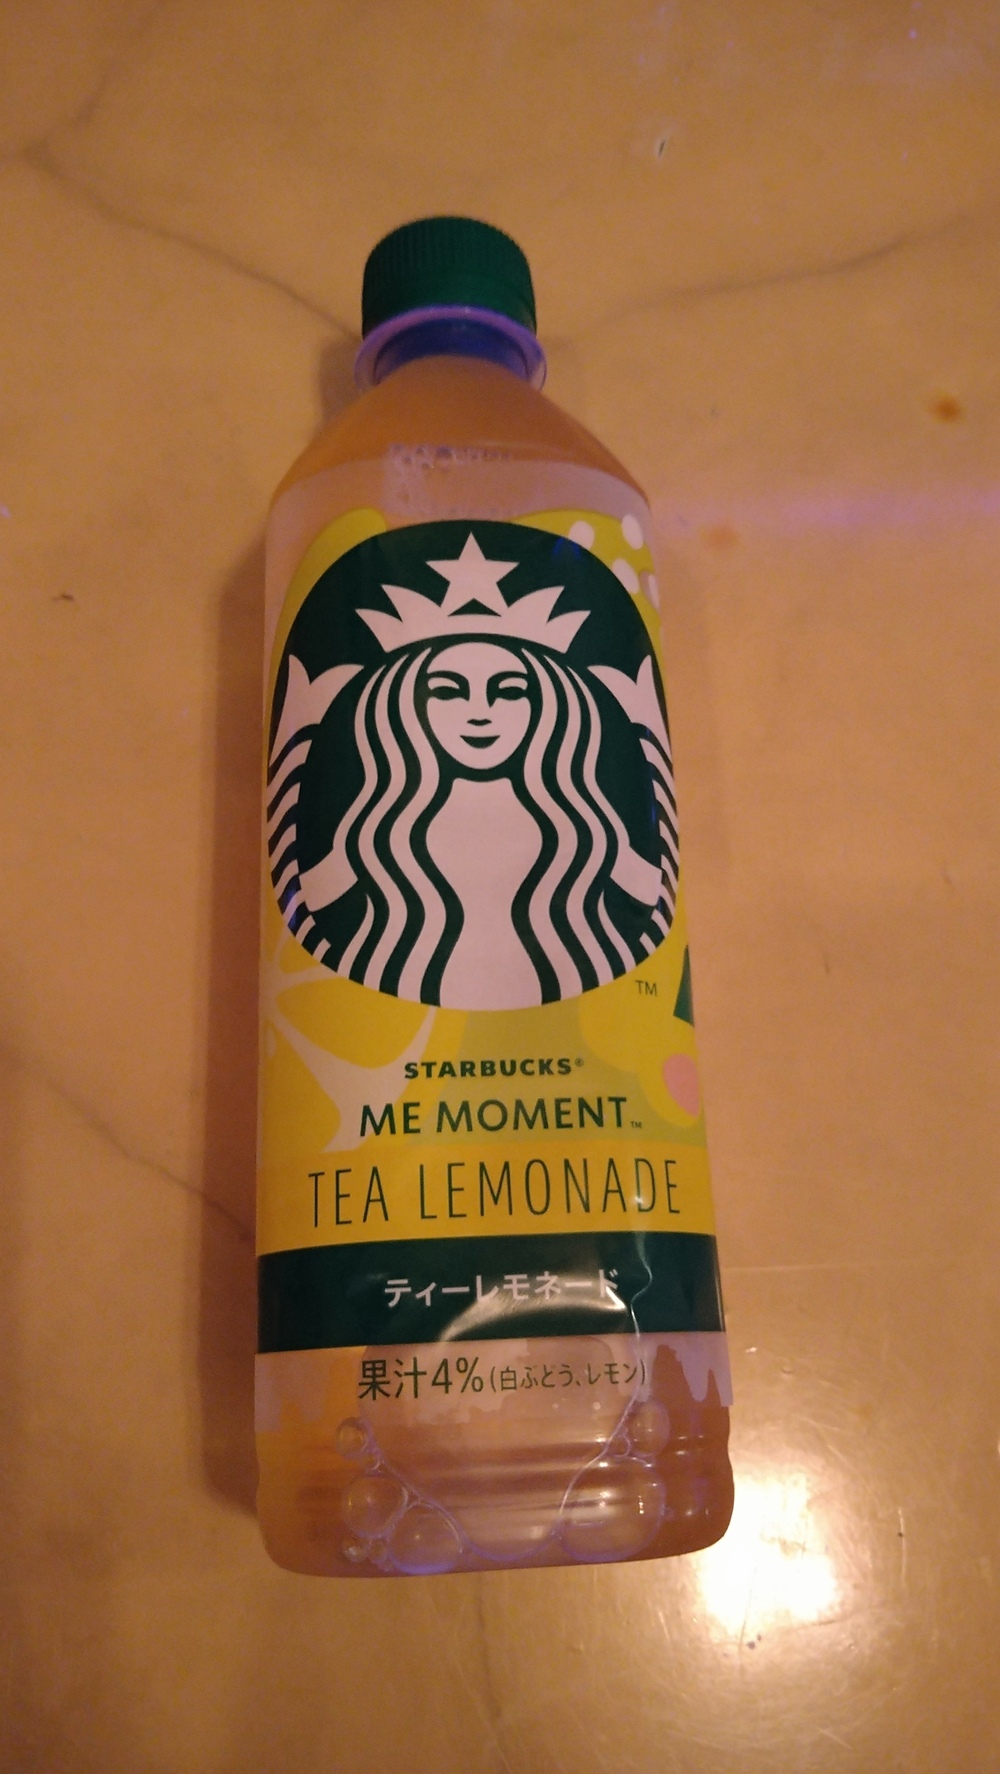 TM
STARBUCKS®
ME MOMENT™
TEA LEMONADE
ティーレモネード
果汁4%(白ぶどう、レモン)